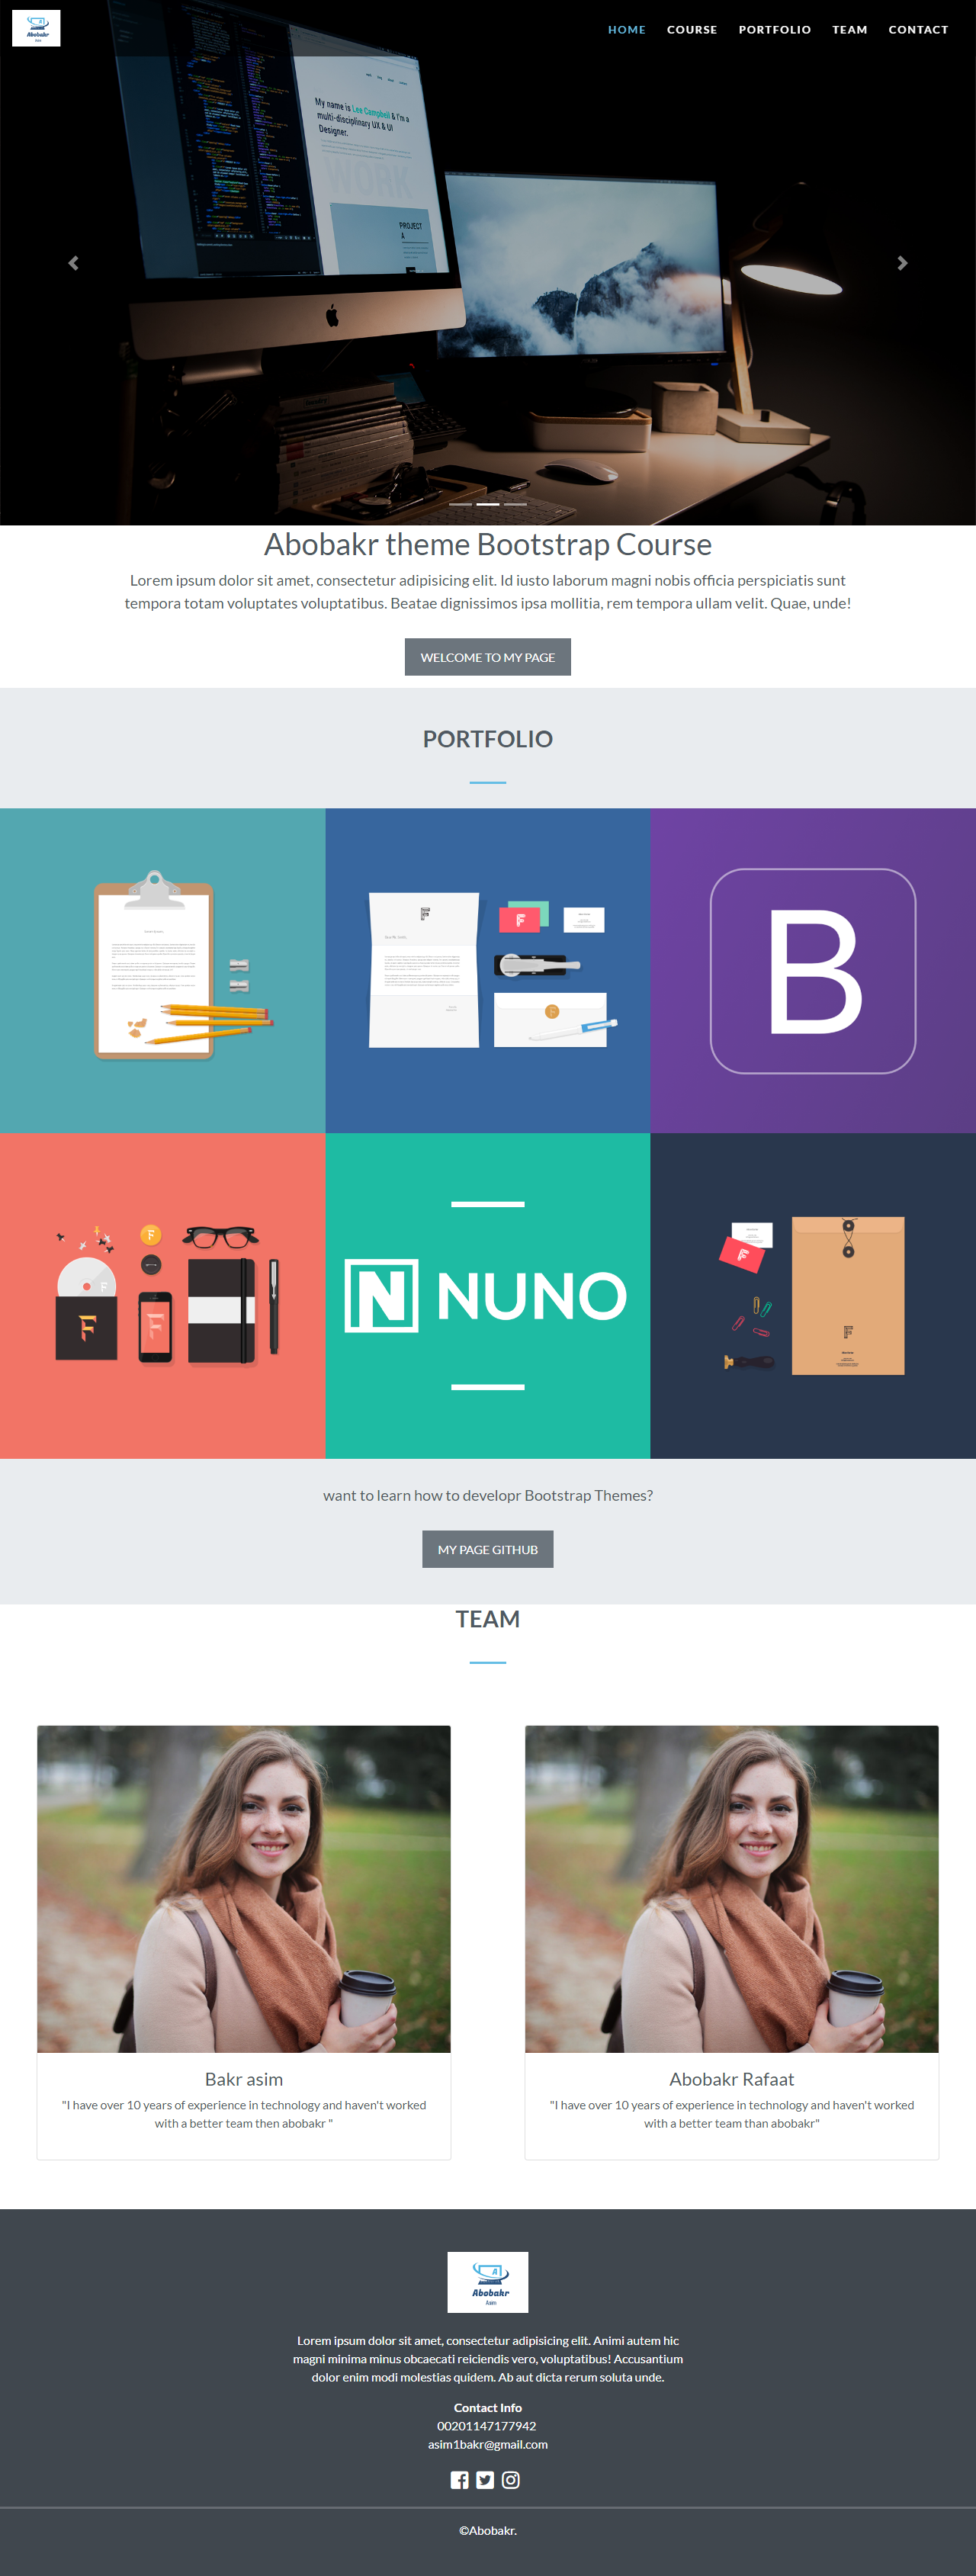 Abobakr
Asim
HOME COURSE PORTFOLIO TEAM CONTACT
My name is Lee Campbell & I'm a
multi-disciplinary UX & UI
Designer.
WORK
PROJECT
A
F
Abobakr theme Bootstrap Course
Lorem ipsum dolor sit amet, consectetur adipisicing elit. Id iusto laborum magni nobis officia perspiciatis sunt
tempora totam voluptates voluptatibus. Beatae dignissimos ipsa mollitia, rem tempora ullam velit. Quae, unde!
WELCOME TO MY PAGE
PORTFOLIO
F
F
B
F
F
F
N NUNO
F
want to learn how to developr Bootstrap Themes?
MY PAGE GITHUB
TEAM
Bakr asim
"I have over 10 years of experience in technology and haven't worked
with a better team then abobakr "
Abobakr Rafaat
"I have over 10 years of experience in technology and haven't worked
with a better team than abobakr"
A
Abobakr
Asim
Lorem ipsum dolor sit amet, consectetur adipisicing elit. Animi autem hic
magni minima minus obcaecati reiciendis vero, voluptatibus! Accusantium
dolor enim modi molestias quidem. Ab aut dicta rerum soluta unde.
Contact Info
00201147177942
asim1bakr@gmail.com
©Abobakr.